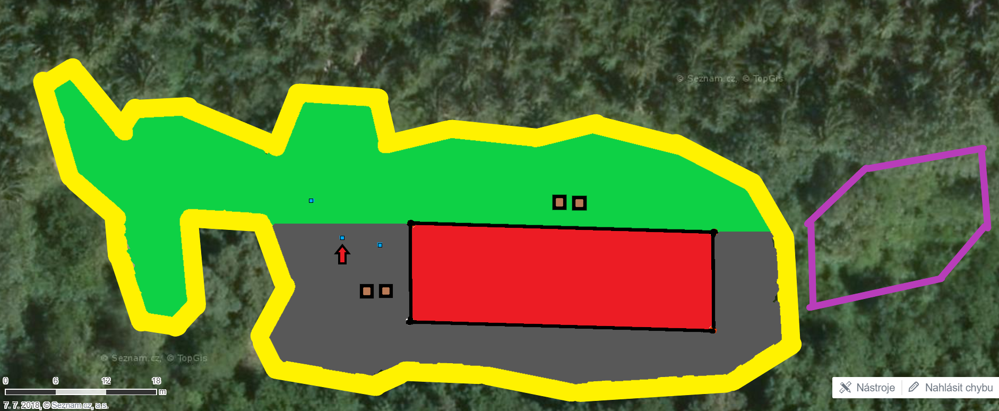 © Seznam.cz, © TopGis
© Seznam.cz, © TopGis
0 6 12 18
m
7. 7. 2018, © Seznam.cz, a.s.
Nástroje
Nahlásit chybu